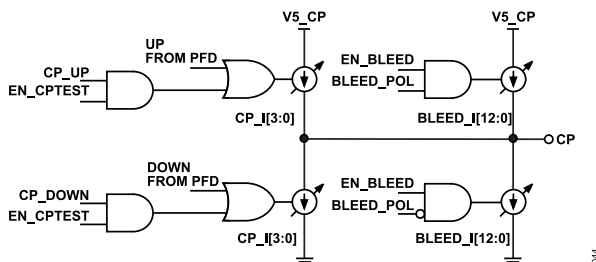 V5_CP
V5_CP
UP
FROM PFD
EN_BLEED
CP_UP
BLEED_POL
EN_CPTEST
CP_I[3:0]
BLEED_I[12:0]
CP
DOWN
FROM PFD
EN_BLEED
CP_DOWN
BLEED_POL
EN_CPTEST
CP_I[3:0]
BLEED_I[12:0]
044